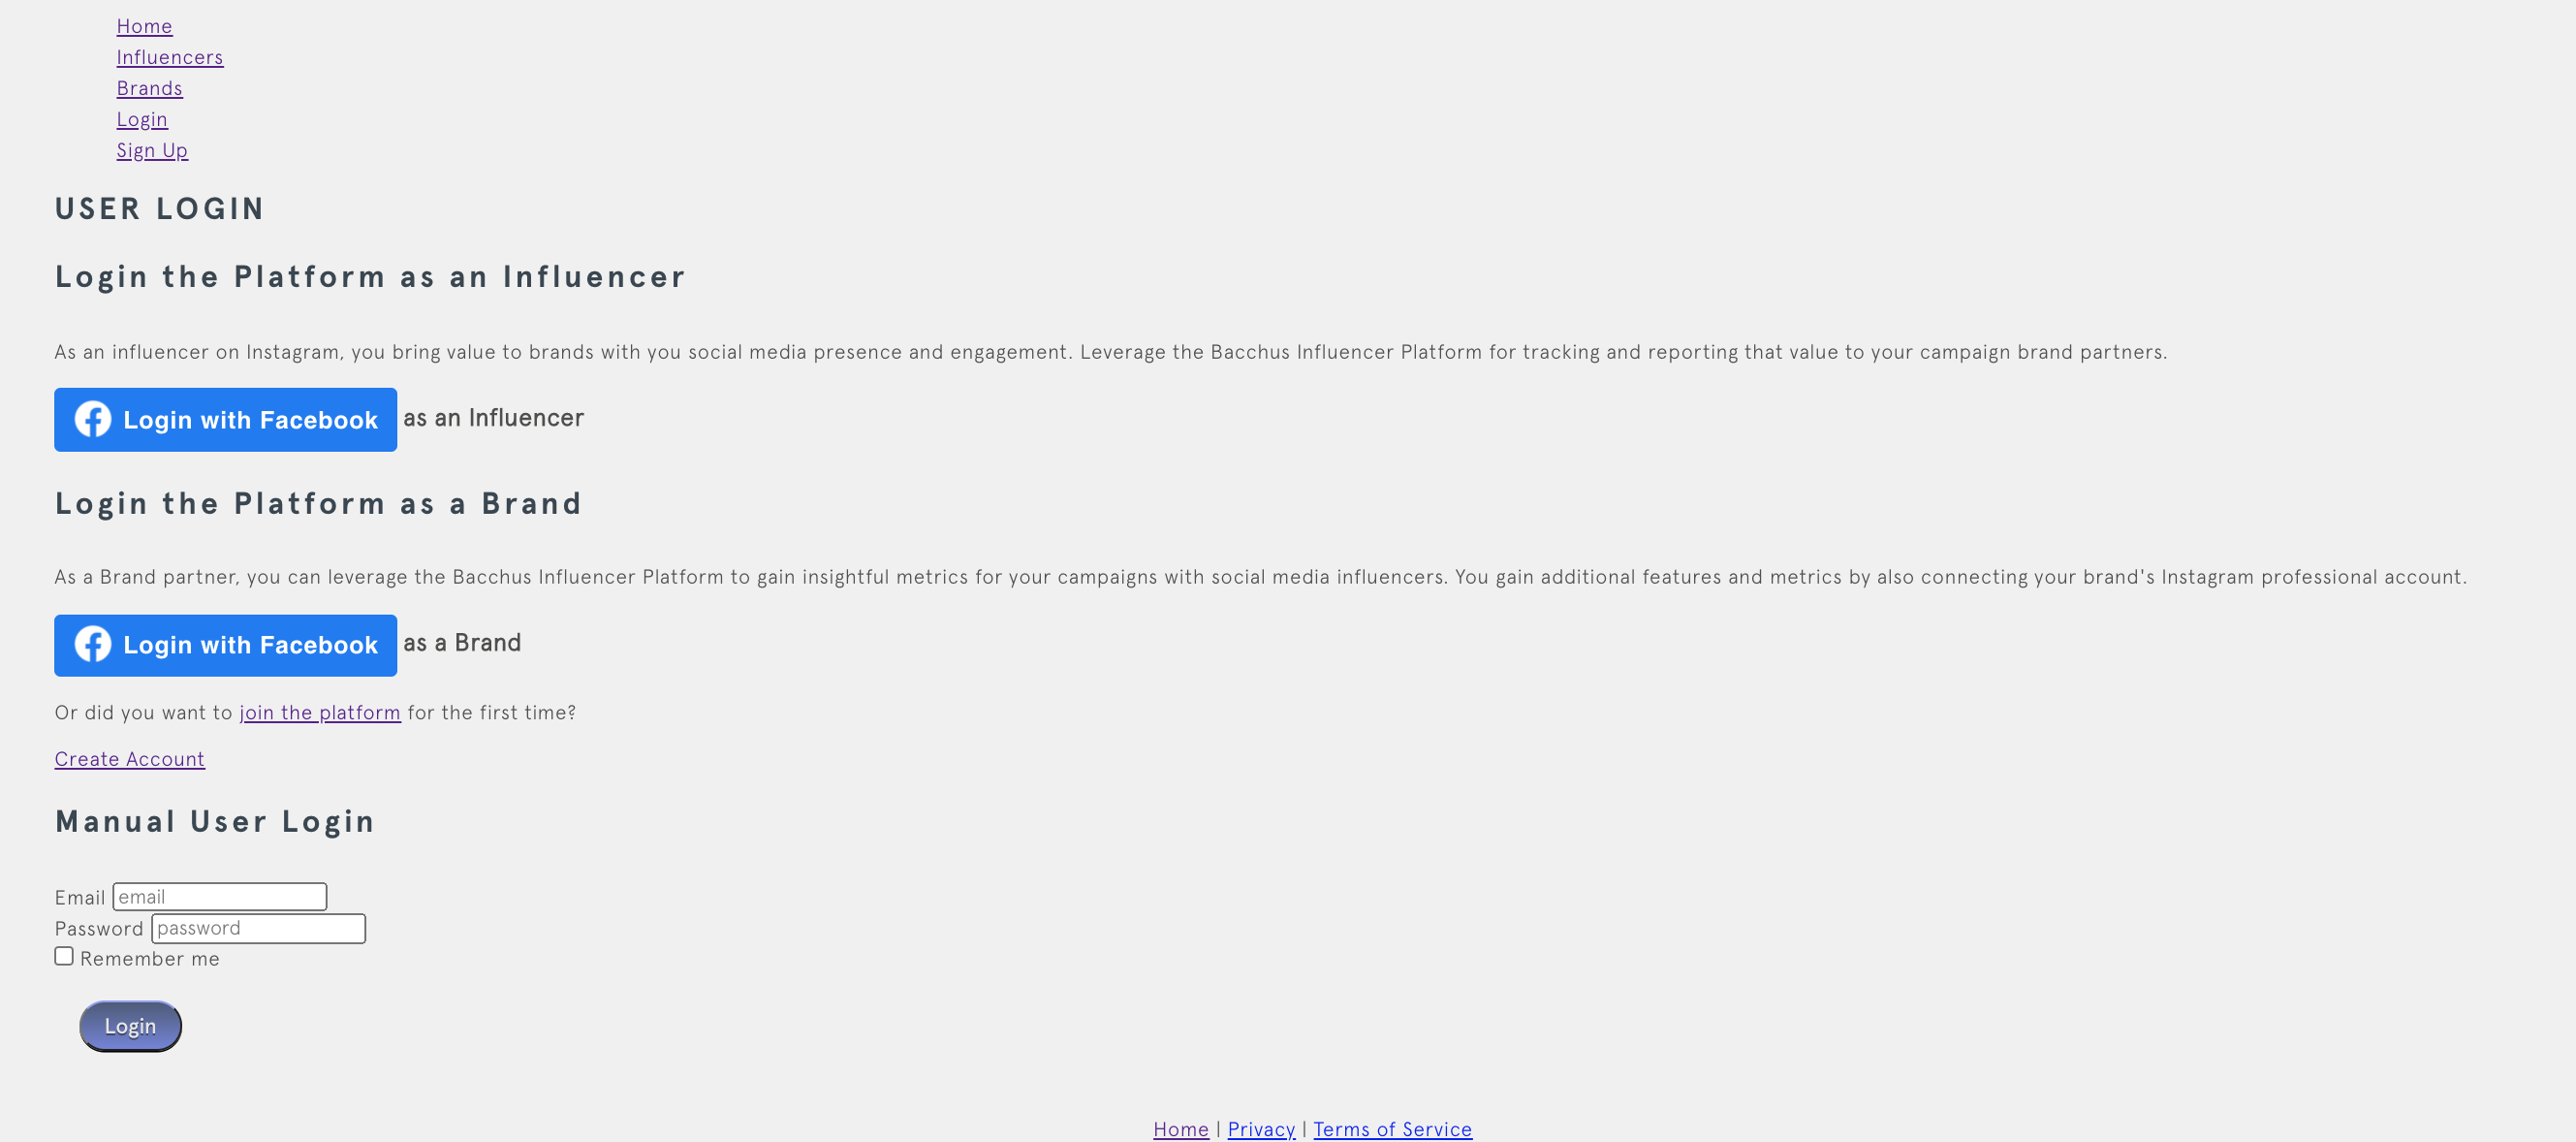 Home
Influencers
Brands
Login
Sign Up
USER LOGIN
Login the Platform as an Influencer
As an influencer on Instagram, you bring value to brands with you social media presence and engagement. Leverage the Bacchus Influencer Platform for tracking and reporting that value to your campaign brand partners.
Login with Facebook as an Influencer
Login the Platform as a Brand
As a Brand partner, you can leverage the Bacchus Influencer Platform to gain insightful metrics for your campaigns with social media influencers. You gain additional features and metrics by also connecting your brand's Instagram professional account.
Login with Facebook as a Brand
Or did you want to join the platform for the first time?
Create Account
Manual User Login
Email email
Password password
Remember me
Login
Home | Privacy | Terms of Service